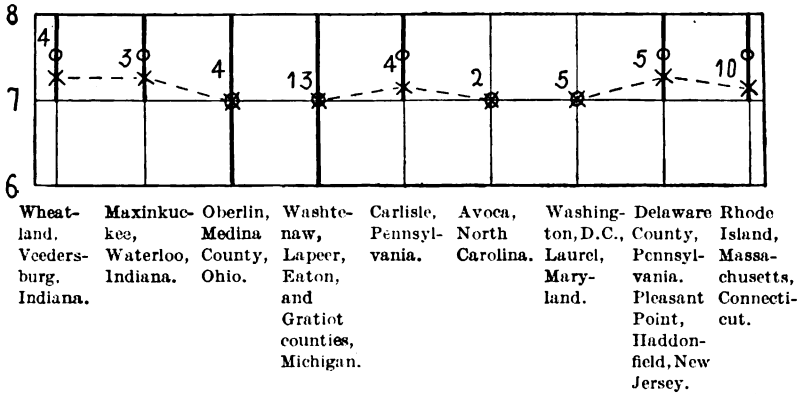 8
4 3 4 13 4 2 5 5 10
7
6
Wheat-
land,
Veeders-
burg,
Indiana.
Maxinkuc-
kee,
Waterloo,
Indiana.
Oberlin,
Medina
County,
Ohio.
Washte-
naw,
Lapeer,
Eaton,
and
Gratiot
counties,
Michigan.
Carlisle,
Pennsyl-
vania.
Avoca,
North
Carolina.
Washing-
ton, D.C.,
Laurel,
Mary-
land.
Delaware
County,
Pennsyl-
vania.
Pleasant
Point,
Haddon-
field, New
Jersey.
Rhode
Island,
Massa-
chusetts,
Connecti-
cut.